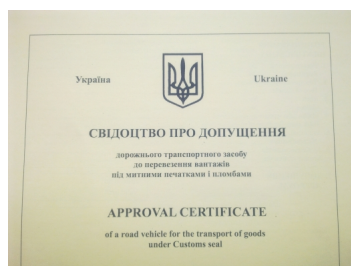 Україна Ukraine
СВІДОЦТВО ПРО ДОПУЩЕННЯ
дорожнього транспортного засобу
до перевезення вантажів
під митними печатками і пломбами
APPROVAL CERTIFICATE
of a road vehicle for the transport of goods
under Customs seal